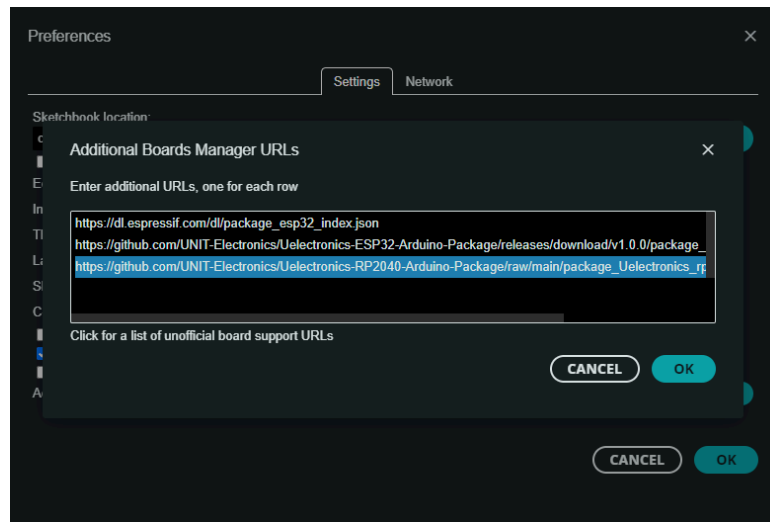 Preferences
Settings
Network
Sketchbook location:
Additional Boards Manager URLs
Enter additional URLs, one for each row
https://dl.espressif.com/dl/package_esp32_index.json
https://github.com/UNIT-Electronics/Uelectronics-ESP32-Arduino-Package/releases/download/v1.0.0/package_
https://github.com/UNIT-Electronics/Uelectronics-RP2040-Arduino-Package/raw/main/package_Uelectronics_rp
Click for a list of unofficial board support URLs
CANCEL
OK
CANCEL
OK